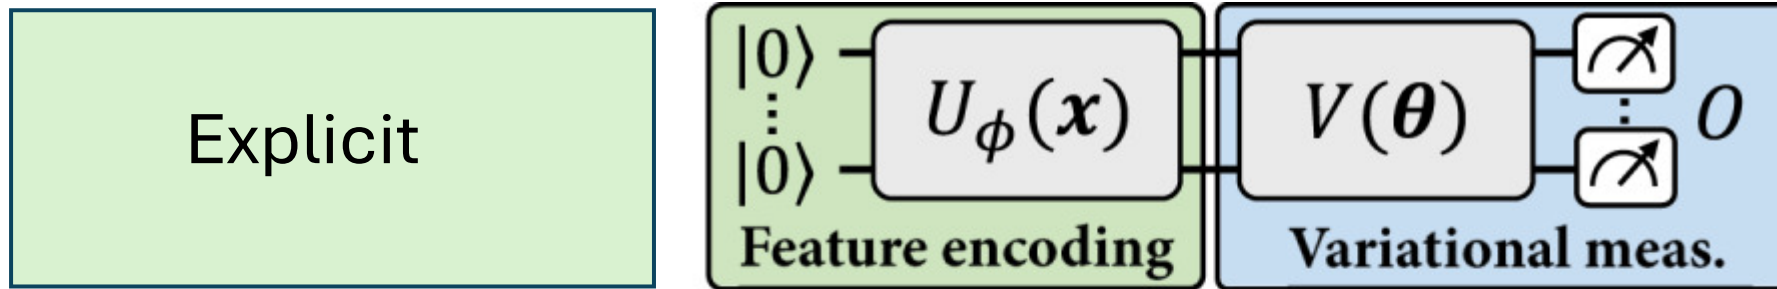 Explicit
|0⟩
⋮
|0⟩
U_ϕ(x)
Feature encoding
V(θ)
⋮
O
Variational meas.